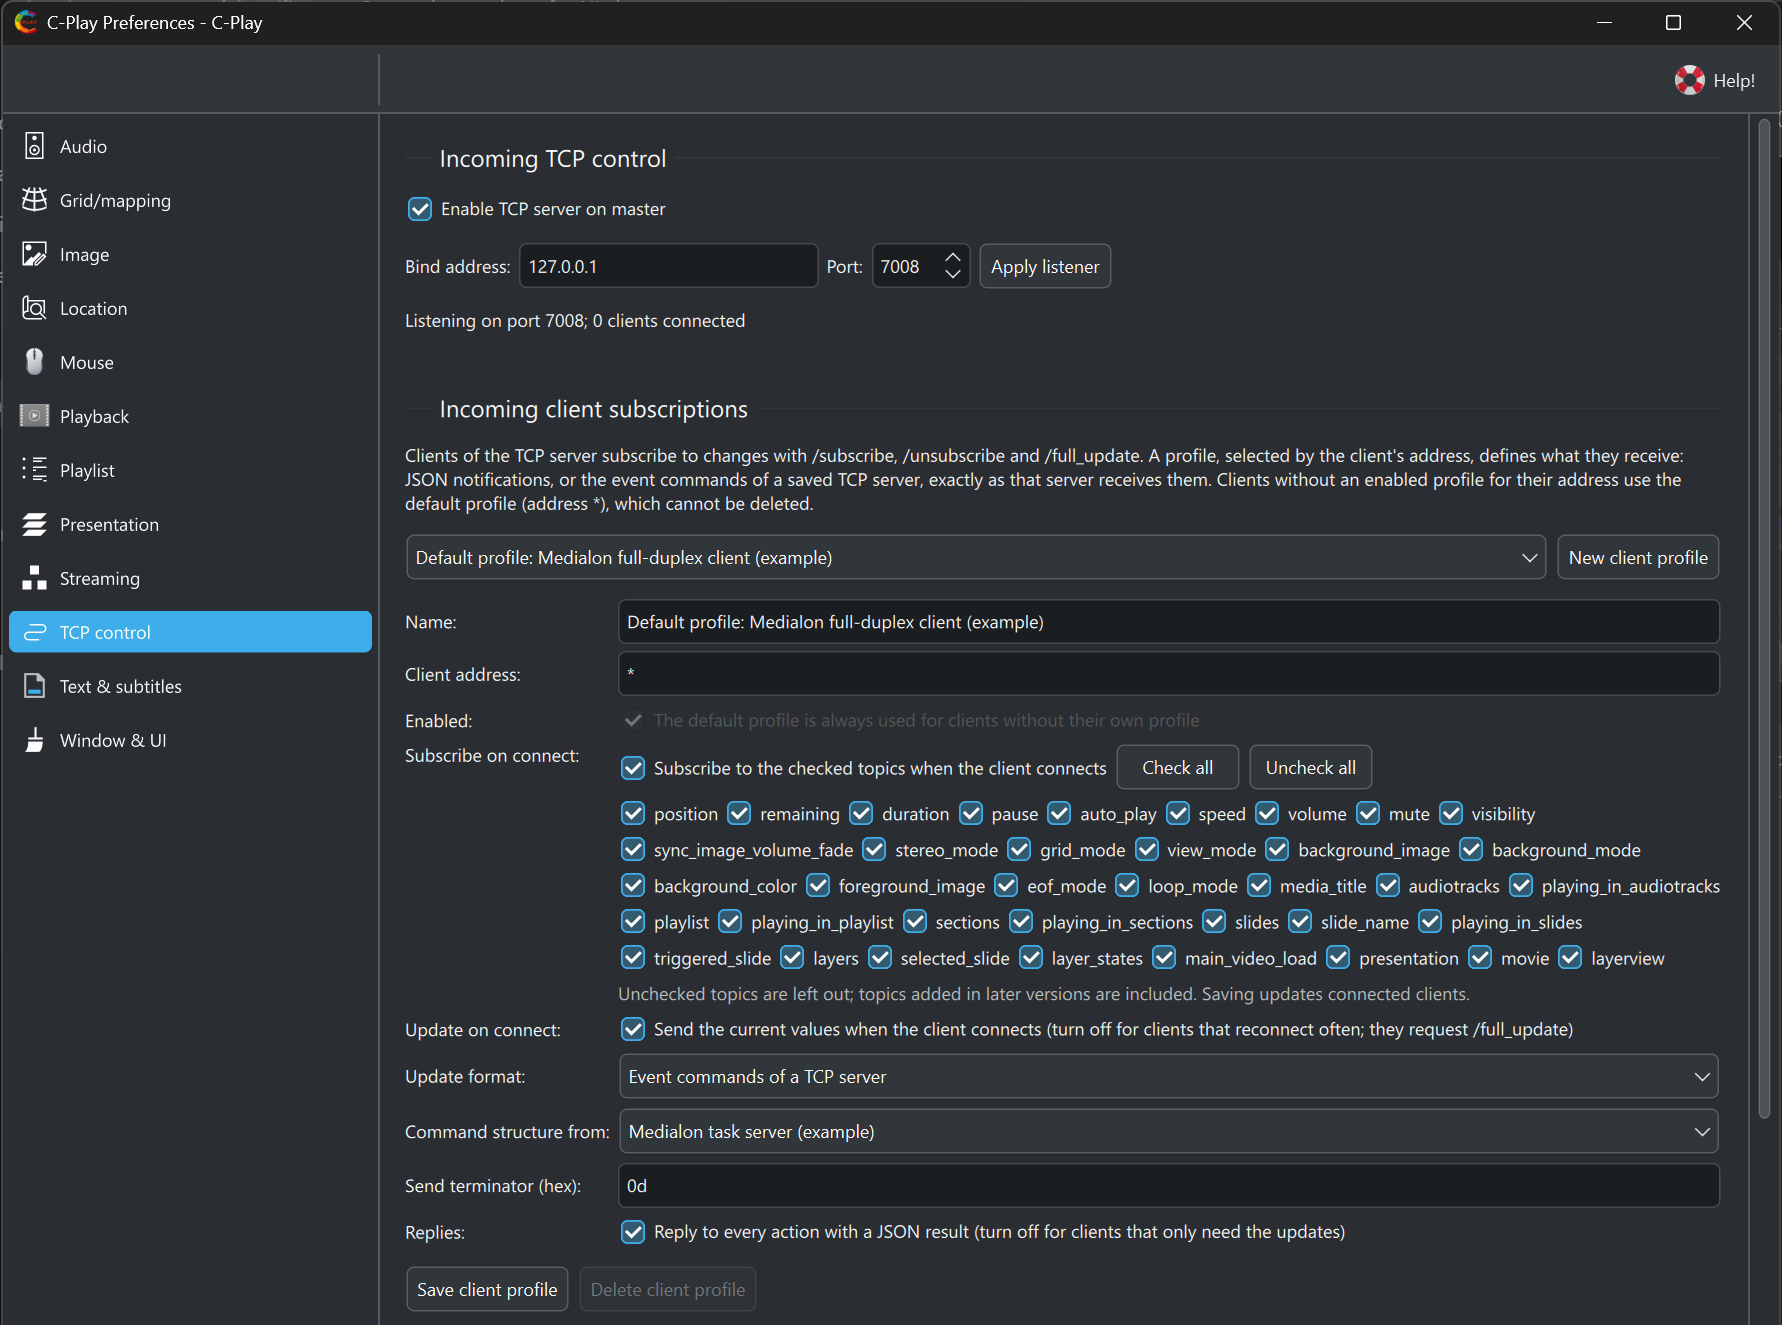 C-Play Preferences - C-Play
Help!
Audio
Grid/mapping
Image
Location
Mouse
Playback
Playlist
Presentation
Streaming
TCP control
Text & subtitles
Window & UI
Incoming TCP control
Enable TCP server on master
Bind address: 127.0.0.1 Port: 7008 Apply listener
Listening on port 7008; 0 clients connected
Incoming client subscriptions
Clients of the TCP server subscribe to changes with /subscribe, /unsubscribe and /full_update. A profile, selected by the client's address, defines what they receive:
JSON notifications, or the event commands of a saved TCP server, exactly as that server receives them. Clients without an enabled profile for their address use the
default profile (address *), which cannot be deleted.
Default profile: Medialon full-duplex client (example) New client profile
Name: Default profile: Medialon full-duplex client (example)
Client address: *
Enabled: The default profile is always used for clients without their own profile
Subscribe on connect: Subscribe to the checked topics when the client connects Check all Uncheck all
position remaining duration pause auto_play speed volume mute visibility
sync_image_volume_fade stereo_mode grid_mode view_mode background_image background_mode
background_color foreground_image eof_mode loop_mode media_title audiotracks playing_in_audiotracks
playlist playing_in_playlist sections playing_in_sections slides slide_name playing_in_slides
triggered_slide layers selected_slide layer_states main_video_load presentation movie layerview
Unchecked topics are left out; topics added in later versions are included. Saving updates connected clients.
Update on connect: Send the current values when the client connects (turn off for clients that reconnect often; they request /full_update)
Update format: Event commands of a TCP server
Command structure from: Medialon task server (example)
Send terminator (hex): 0d
Replies: Reply to every action with a JSON result (turn off for clients that only need the updates)
Save client profile Delete client profile